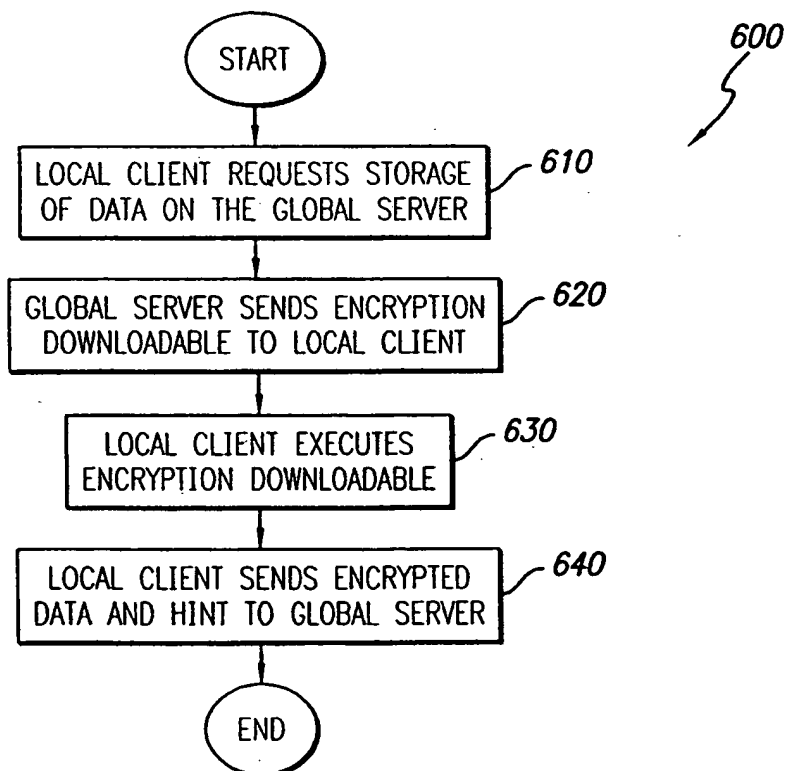 START
600
LOCAL CLIENT REQUESTS STORAGE
OF DATA ON THE GLOBAL SERVER
610
GLOBAL SERVER SENDS ENCRYPTION
DOWNLOADABLE TO LOCAL CLIENT
620
LOCAL CLIENT EXECUTES
ENCRYPTION DOWNLOADABLE
630
LOCAL CLIENT SENDS ENCRYPTED
DATA AND HINT TO GLOBAL SERVER
640
END